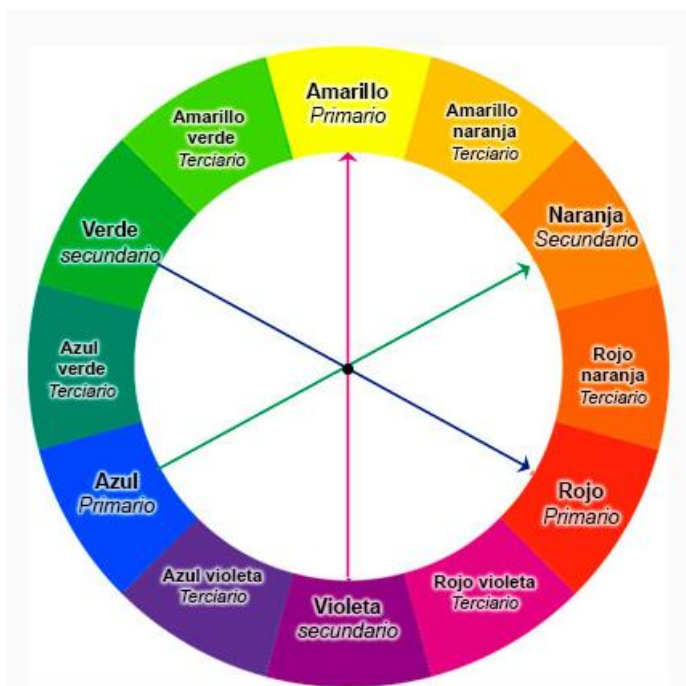 Amarillo
Primario
Amarillo
naranja
Terciario
Naranja
Secundario
Rojo
naranja
Terciario
Rojo
Primario
Rojo violeta
Terciario
Violeta
secundario
Azul violeta
Terciario
Azul
Primario
Azul
verde
Terciario
Verde
secundario
Amarillo
verde
Terciario